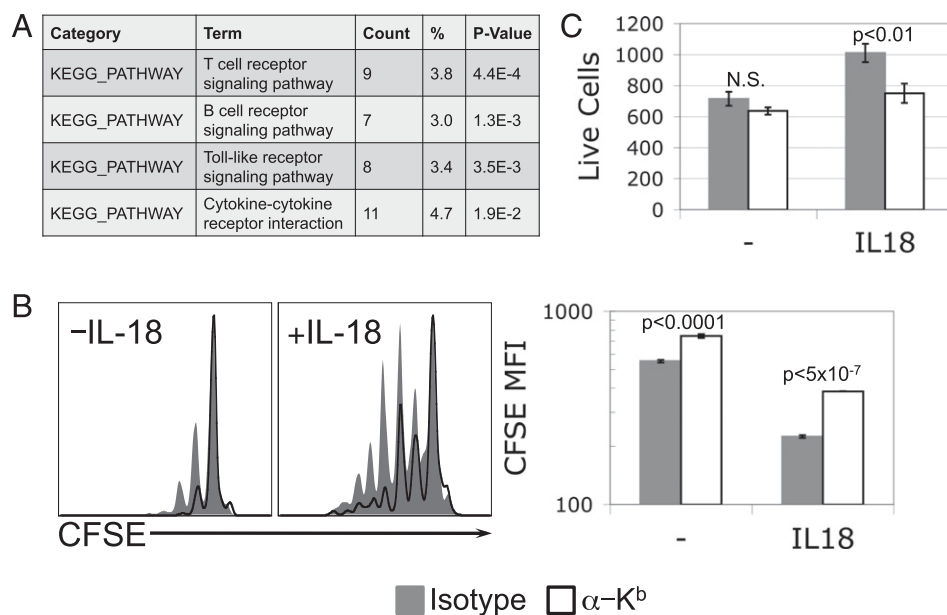 A
Category Term Count % P-Value
KEGG_PATHWAY T cell receptor signaling pathway 9 3.8 4.4E-4
KEGG_PATHWAY B cell receptor signaling pathway 7 3.0 1.3E-3
KEGG_PATHWAY Toll-like receptor signaling pathway 8 3.4 3.5E-3
KEGG_PATHWAY Cytokine-cytokine receptor interaction 11 4.7 1.9E-2
C
Live Cells
1200
1000
800
600
400
200
0
N.S.
p<0.01
- IL18
B
−IL-18
+IL-18
CFSE
CFSE MFI
1000
100
p<0.0001
p<5x10-7
- IL18
Isotype α−Kb